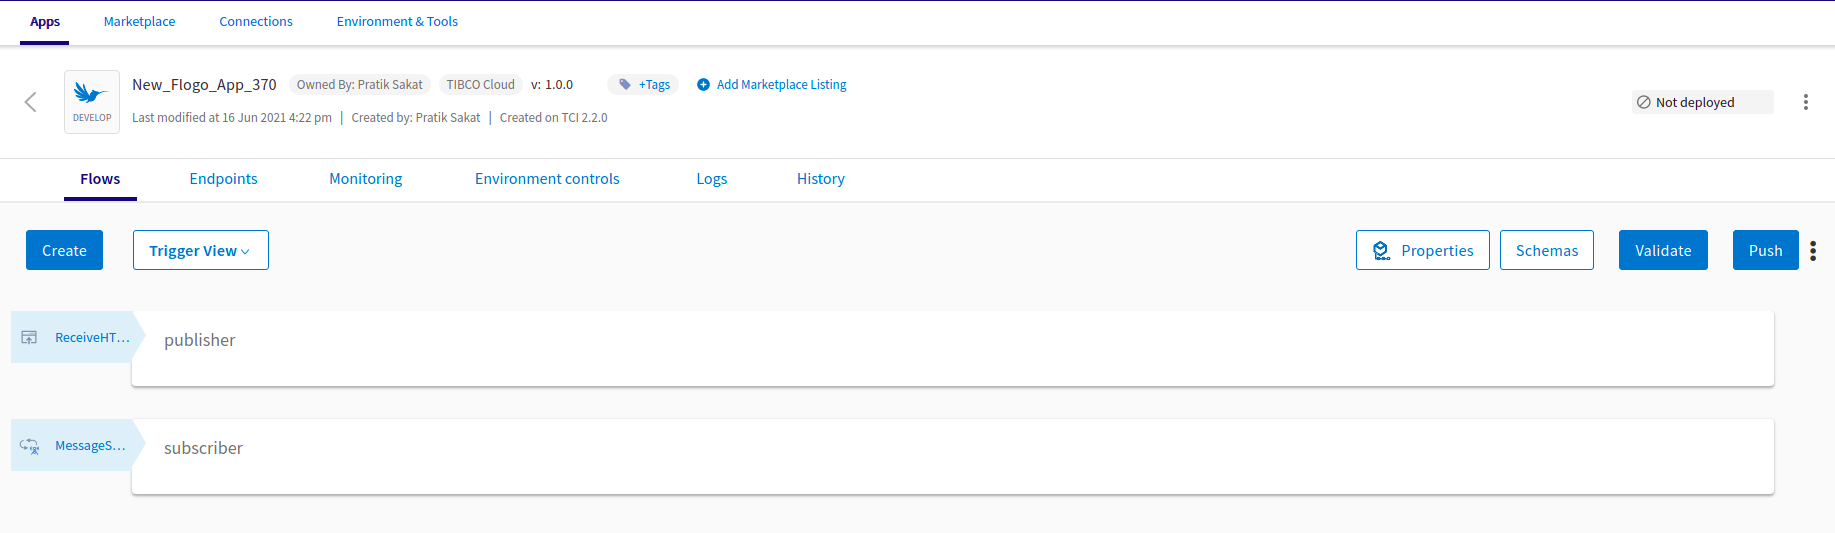 Apps Marketplace Connections Environment & Tools
New_Flogo_App_370 Owned By: Pratik Sakat TIBCO Cloud v: 1.0.0 +Tags Add Marketplace Listing
DEVELOP
Last modified at 16 Jun 2021 4:22 pm | Created by: Pratik Sakat | Created on TCI 2.2.0
Not deployed
Flows Endpoints Monitoring Environment controls Logs History
Create Trigger View Properties Schemas Validate Push
ReceiveHT... publisher
MessageS... subscriber